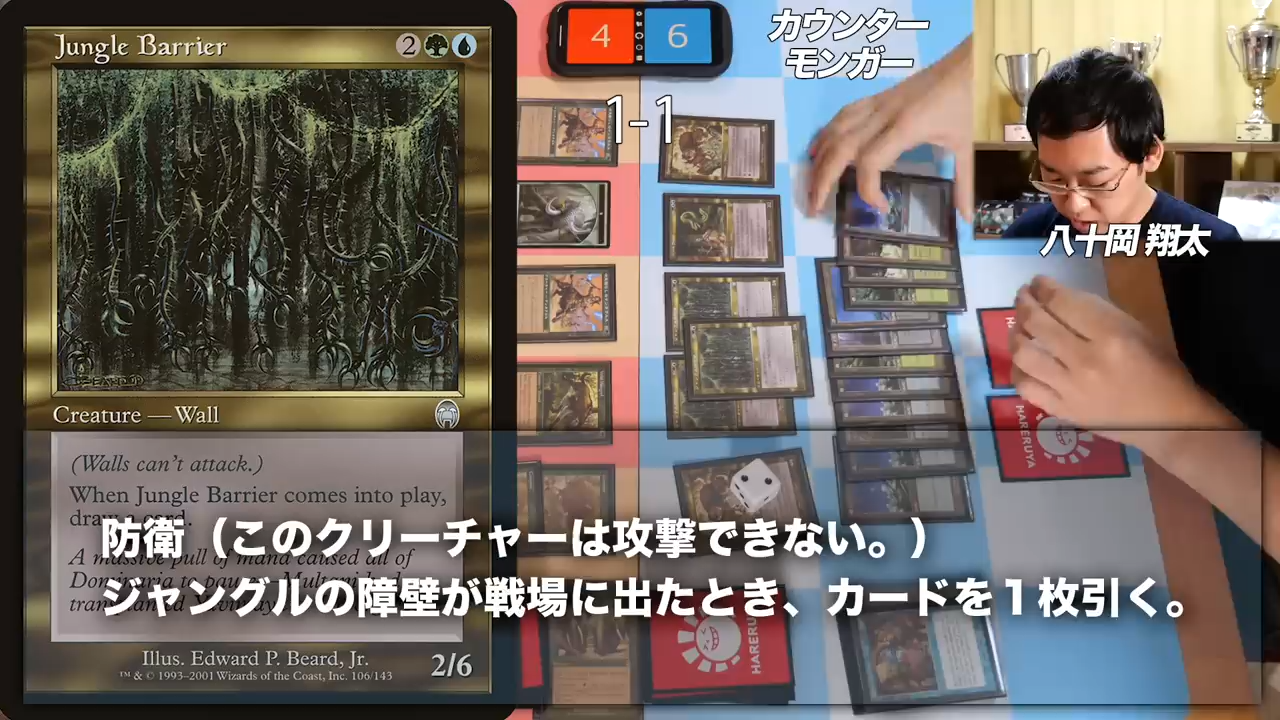 Jungle Barrier
2
4 6
カウンター
モンガー
1-1
八十岡 翔太
Creature — Wall
(Walls can't attack.)
When Jungle Barrier comes into play,
draw a card.
A massive pull of mana caused all of
防衛（このクリーチャーは攻撃できない。）
ジャングルの障壁が戦場に出たとき、カードを１枚引く。
Illus. Edward P. Beard, Jr.
™ & © 1993–2001 Wizards of the Coast, Inc. 106/143
2/6
HARERUYA